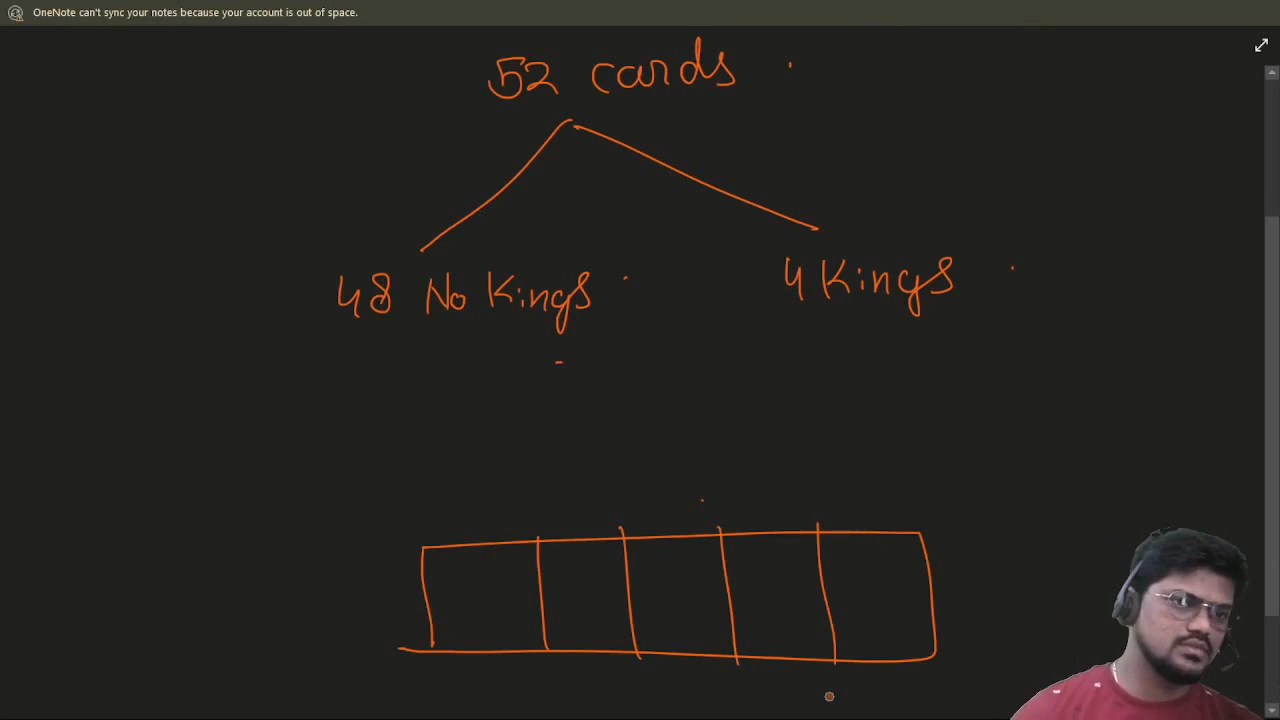 OneNote can't sync your notes because your account is out of space.
52 cards
48 No Kings
4 Kings